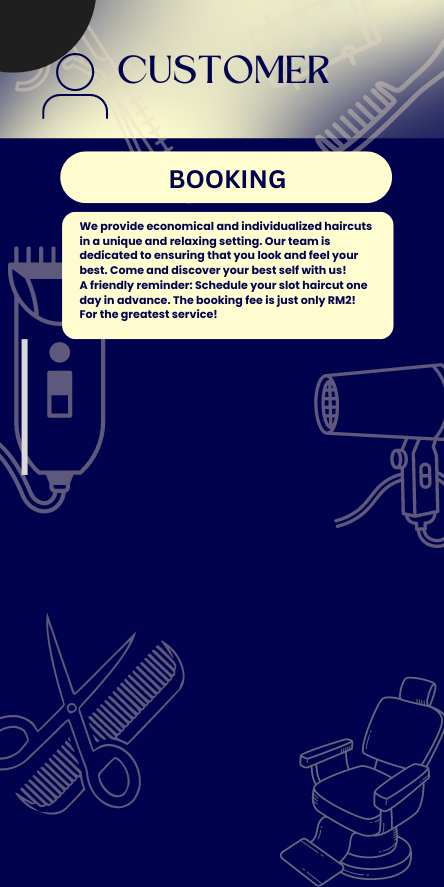 CUSTOMER
BOOKING
We provide economical and individualized haircuts
in a unique and relaxing setting. Our team is
dedicated to ensuring that you look and feel your
best. Come and discover your best self with us!
A friendly reminder: Schedule your slot haircut one
day in advance. The booking fee is just only RM2!
For the greatest service!